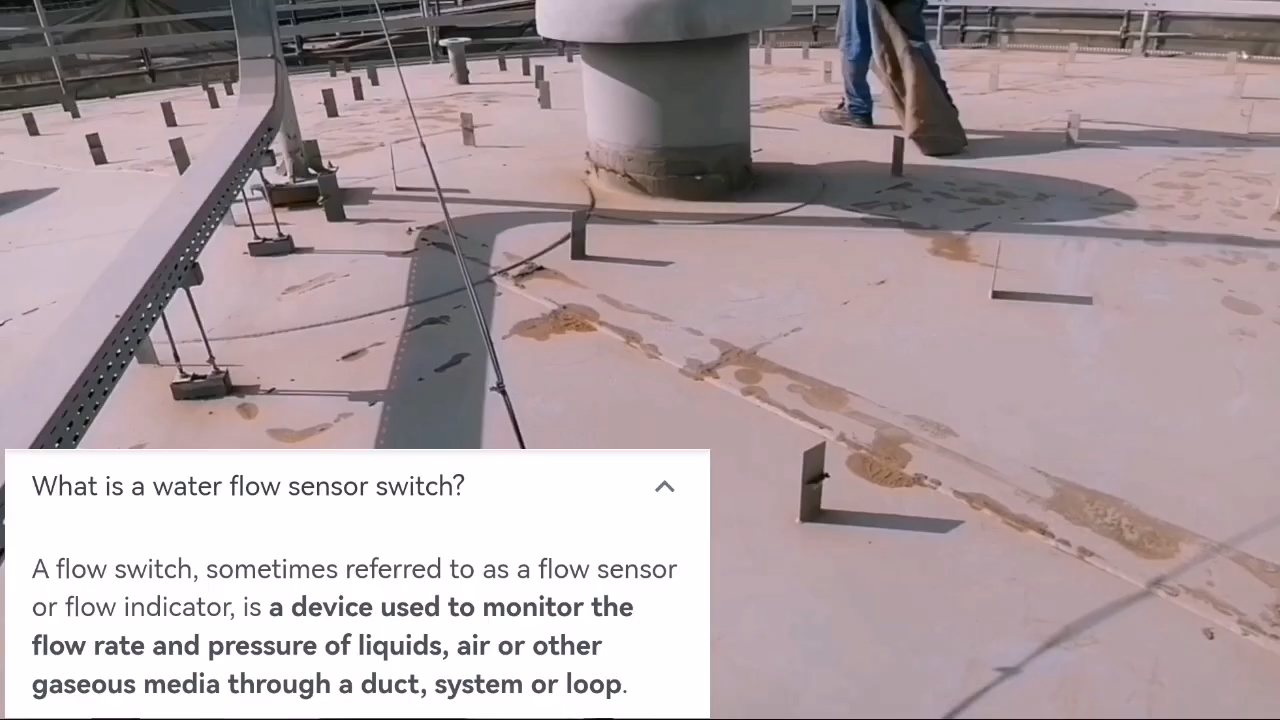 What is a water flow sensor switch?
A flow switch, sometimes referred to as a flow sensor
or flow indicator, is a device used to monitor the
flow rate and pressure of liquids, air or other
gaseous media through a duct, system or loop.